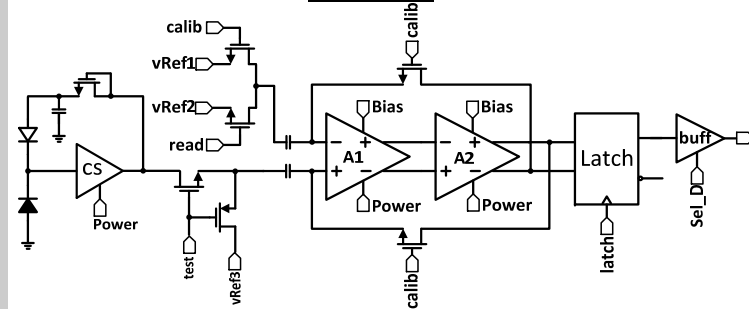 calib
calib
vRef1
vRef2
Bias
Bias
read
− + − +
A1
A2
+ − + −
Latch
buff
CS
Power
Power
Power
test
vRef3
calib
latch
Sel_D